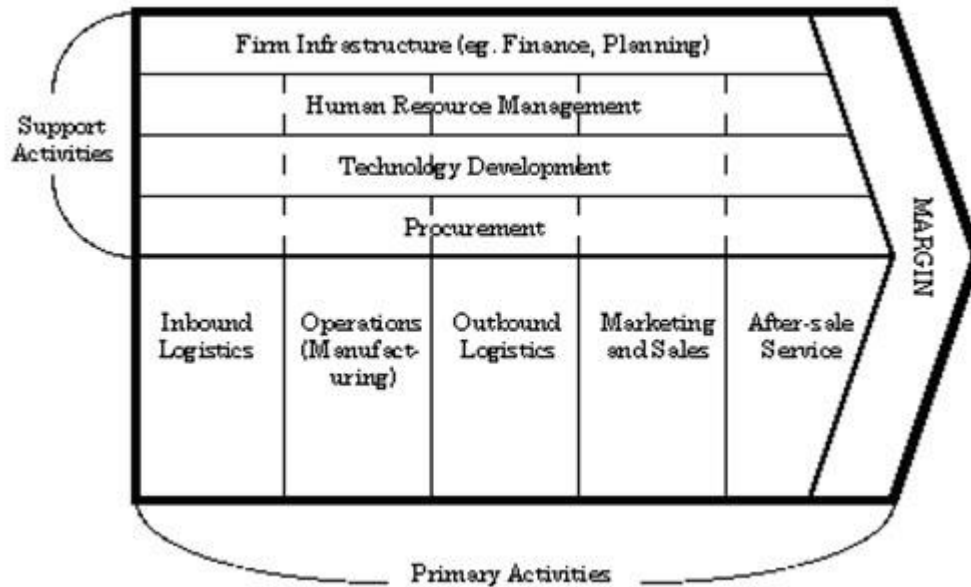 Firm Infrastructure (eg. Finance, Planning)
Human Resource Management
Support
Activities
Technology Development
Procurement
MARGIN
Inbound
Logistics
Operations
(Manufact-
uring)
Outbound
Logistics
Marketing
and Sales
After-sale
Service
Primary Activities